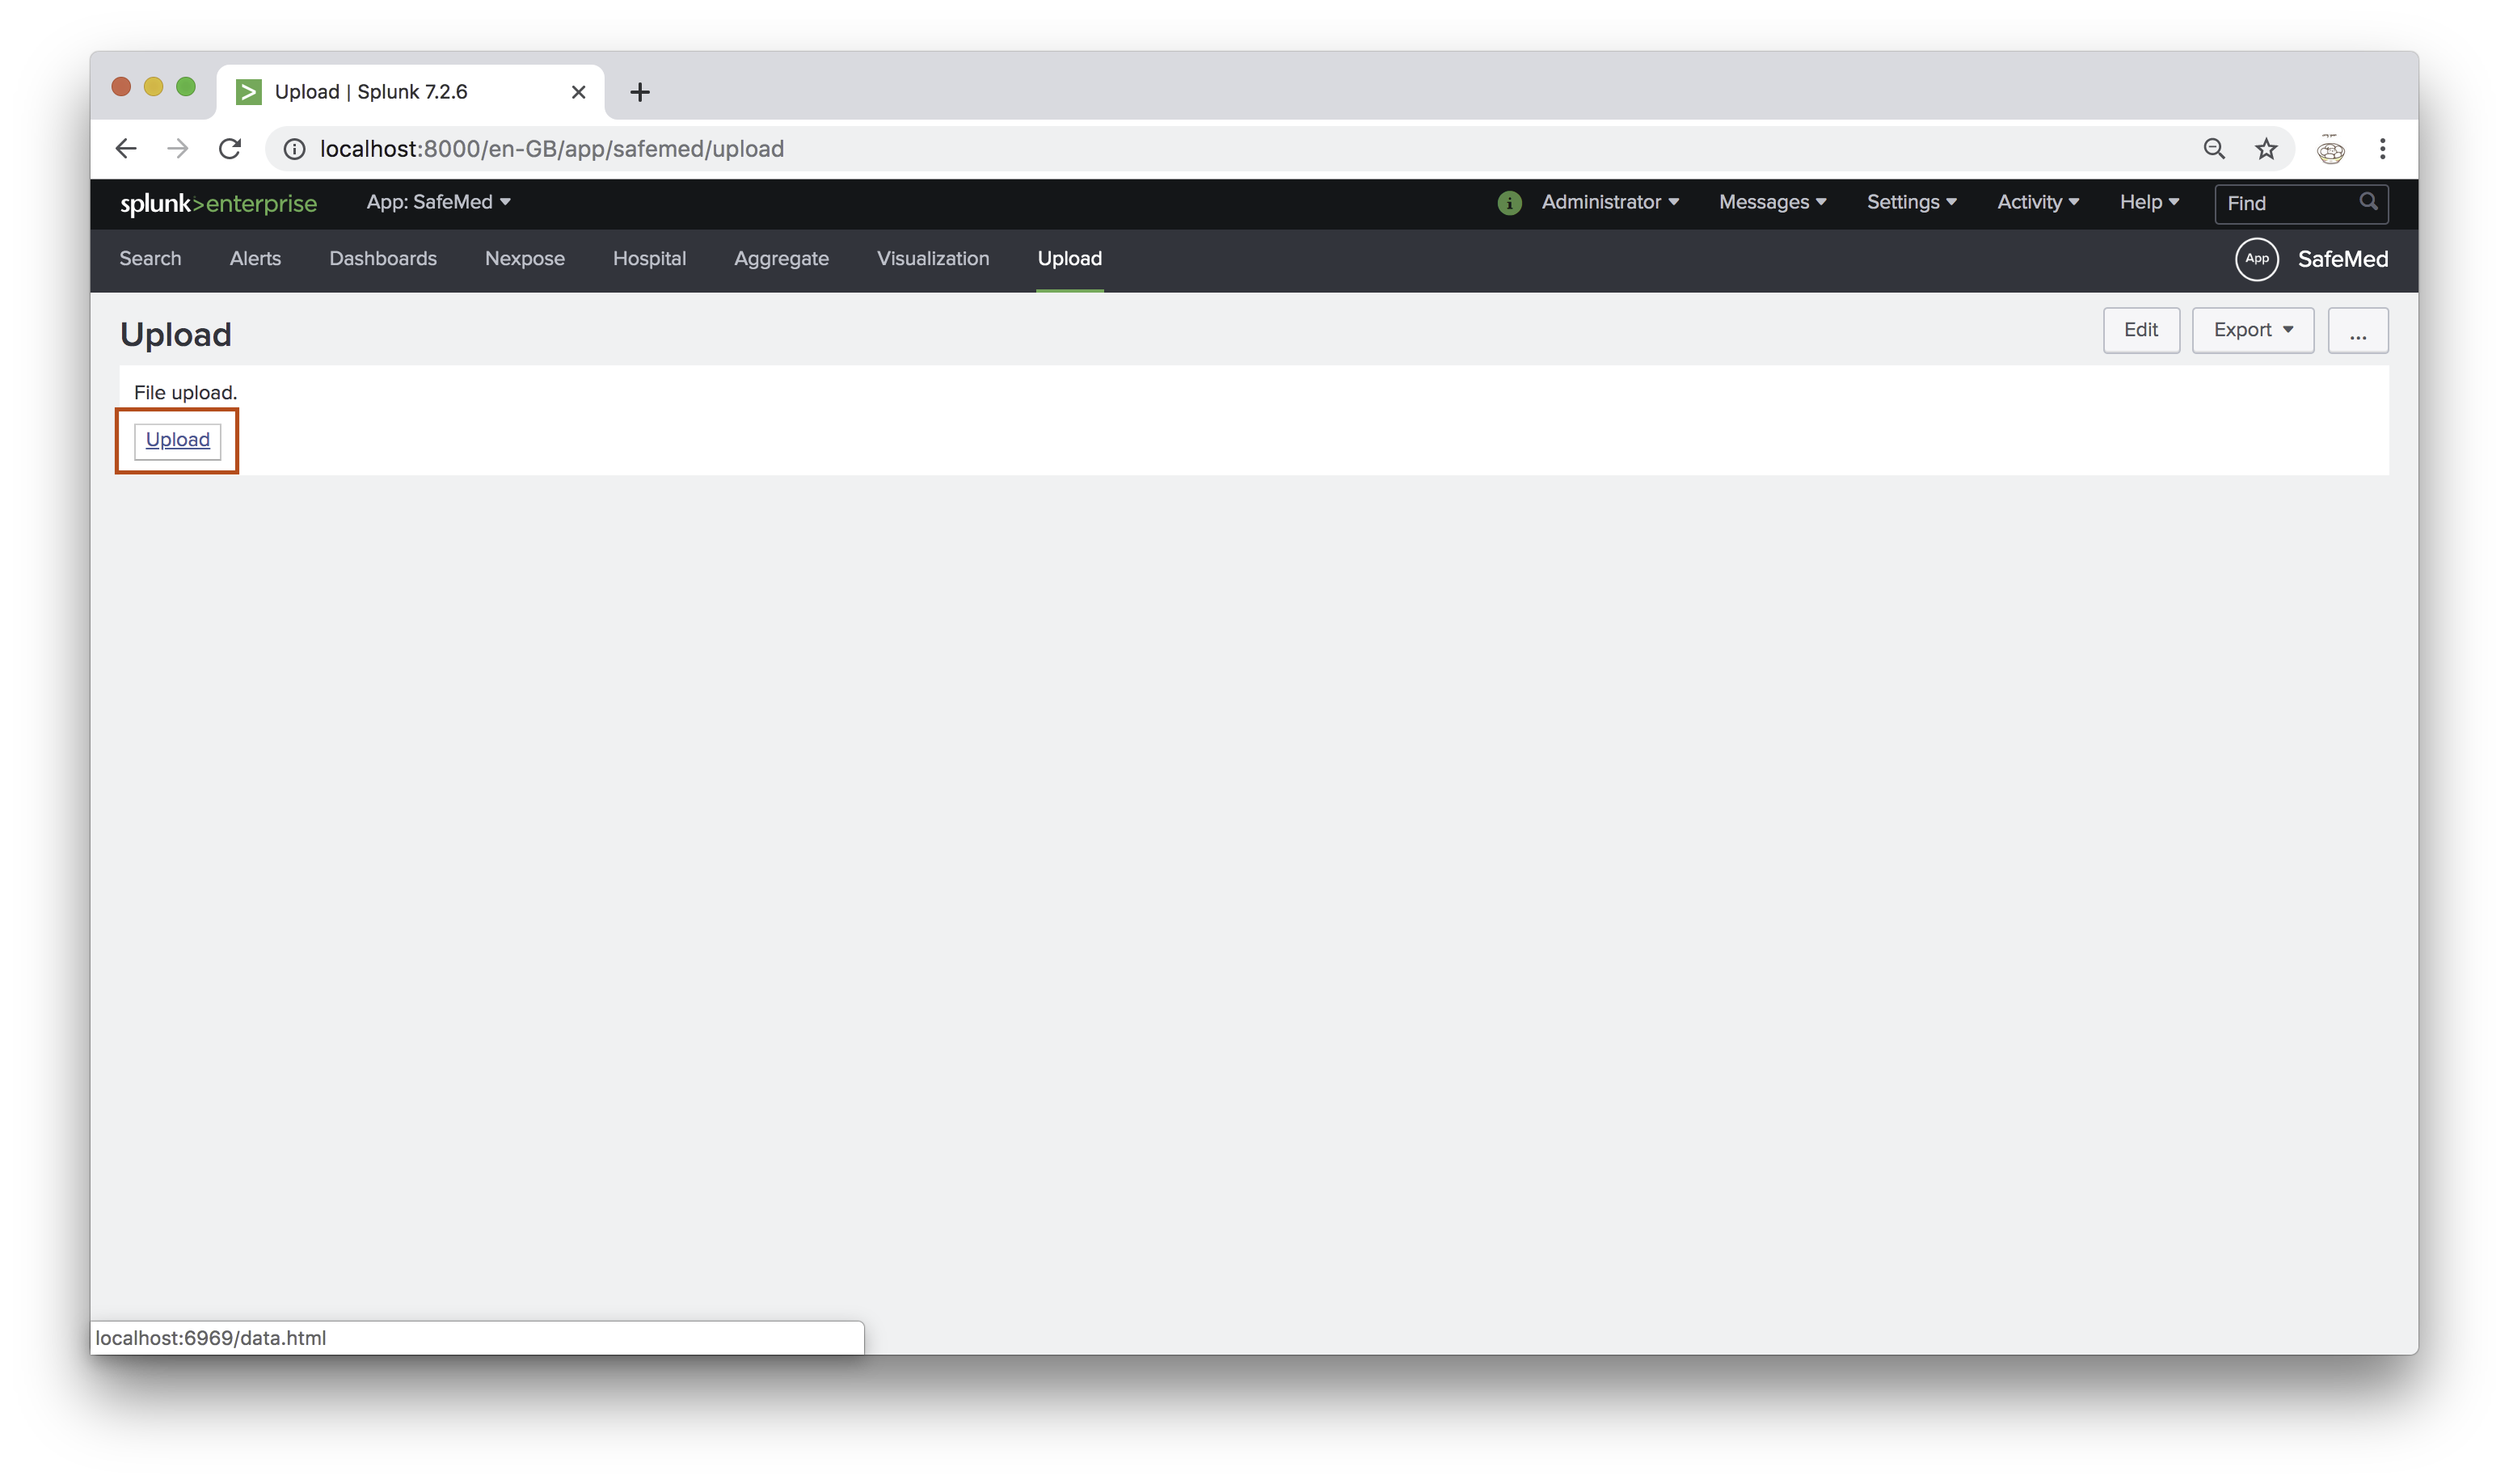 Upload | Splunk 7.2.6
localhost:8000/en-GB/app/safemed/upload
splunk>enterprise App: SafeMed i Administrator Messages Settings Activity Help Find
Search Alerts Dashboards Nexpose Hospital Aggregate Visualization Upload App SafeMed
Upload Edit Export ...
File upload.
Upload
localhost:6969/data.html